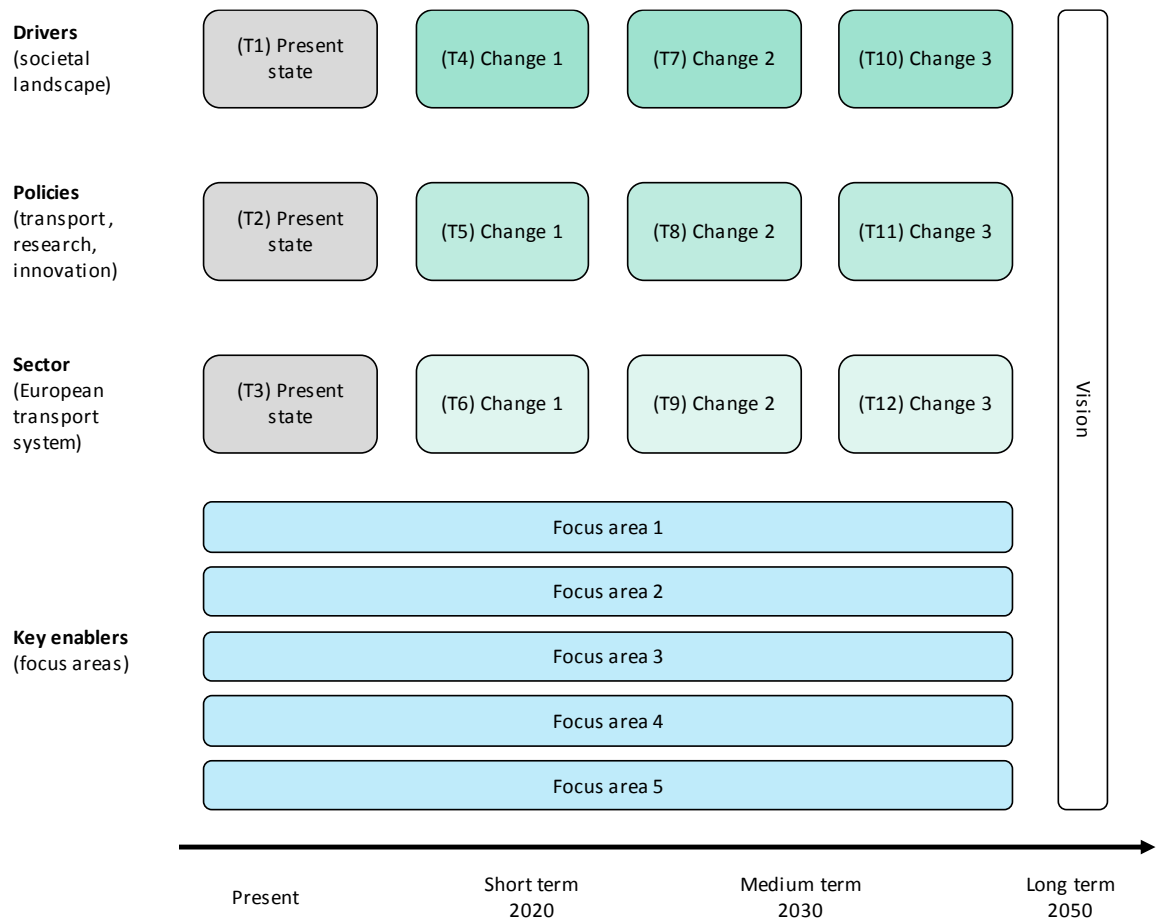 Drivers
(societal
landscape)
(T1) Present
state
(T4) Change 1
(T7) Change 2
(T10) Change 3
Policies
(transport,
research,
innovation)
(T2) Present
state
(T5) Change 1
(T8) Change 2
(T11) Change 3
Sector
(European
transport
system)
(T3) Present
state
(T6) Change 1
(T9) Change 2
(T12) Change 3
Vision
Key enablers
(focus areas)
Focus area 1
Focus area 2
Focus area 3
Focus area 4
Focus area 5
Present
Short term
2020
Medium term
2030
Long term
2050